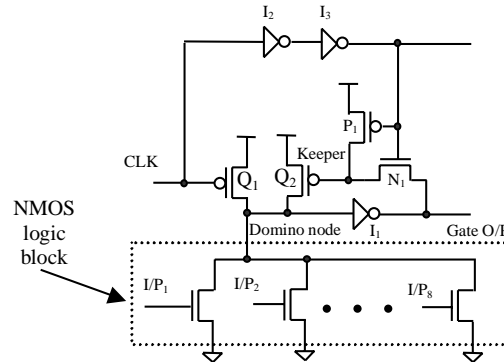 I2
I3
P1
Keeper
CLK
Q1
Q2
N1
NMOS
logic
block
Domino node
I1
Gate O/P
I/P1
I/P2
I/P8